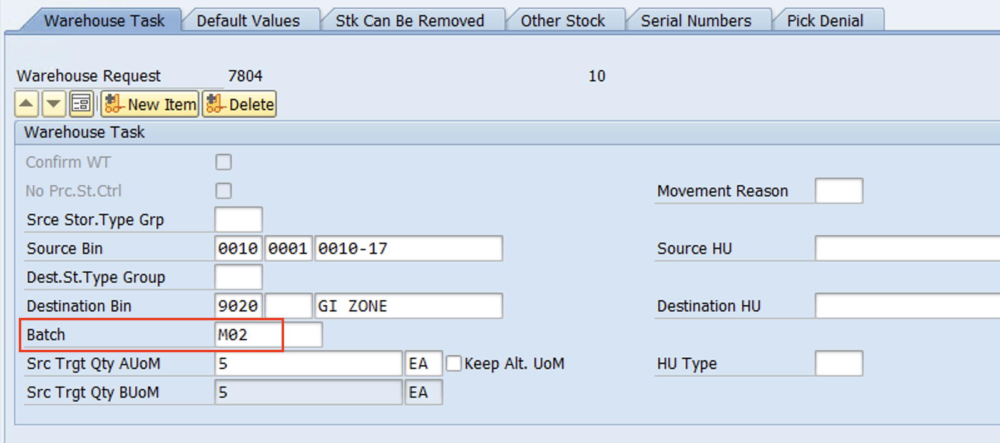 Warehouse Task Default Values Stk Can Be Removed Other Stock Serial Numbers Pick Denial
Warehouse Request 7804 10
New Item Delete
Warehouse Task
Confirm WT
No Prc.St.Ctrl Movement Reason
Srce Stor.Type Grp
Source Bin 0010 0001 0010-17 Source HU
Dest.St.Type Group
Destination Bin 9020 GI ZONE Destination HU
Batch M02
Src Trgt Qty AUoM 5 EA Keep Alt. UoM HU Type
Src Trgt Qty BUoM 5 EA